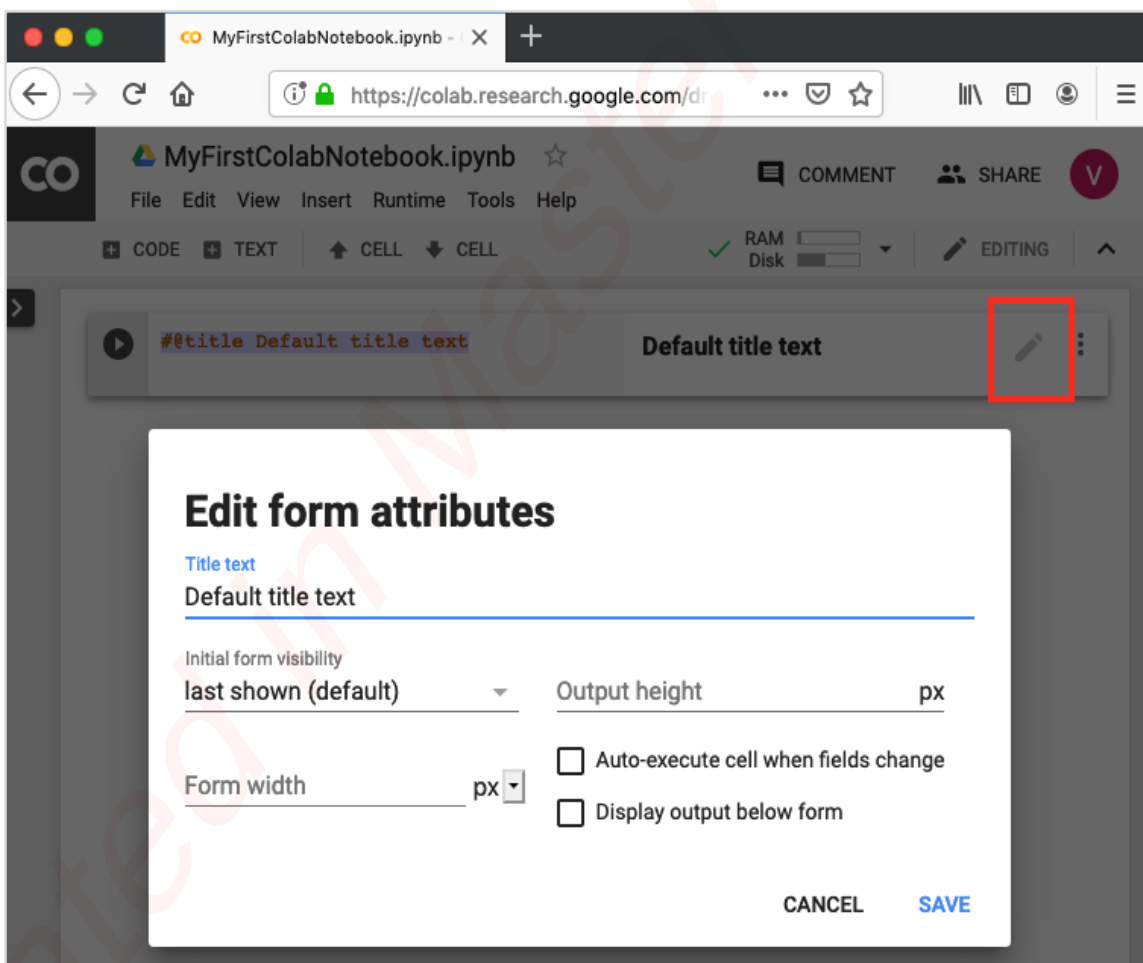 MyFirstColabNotebook.ipynb -
https://colab.research.google.com/dr
CO
MyFirstColabNotebook.ipynb
COMMENT
SHARE
V
File Edit View Insert Runtime Tools Help
CODE TEXT CELL CELL
RAM
Disk
EDITING
#@title Default title text
Default title text
Edit form attributes
Title text
Default title text
Initial form visibility
last shown (default)
Output height px
Auto-execute cell when fields change
Form width px
Display output below form
CANCEL SAVE